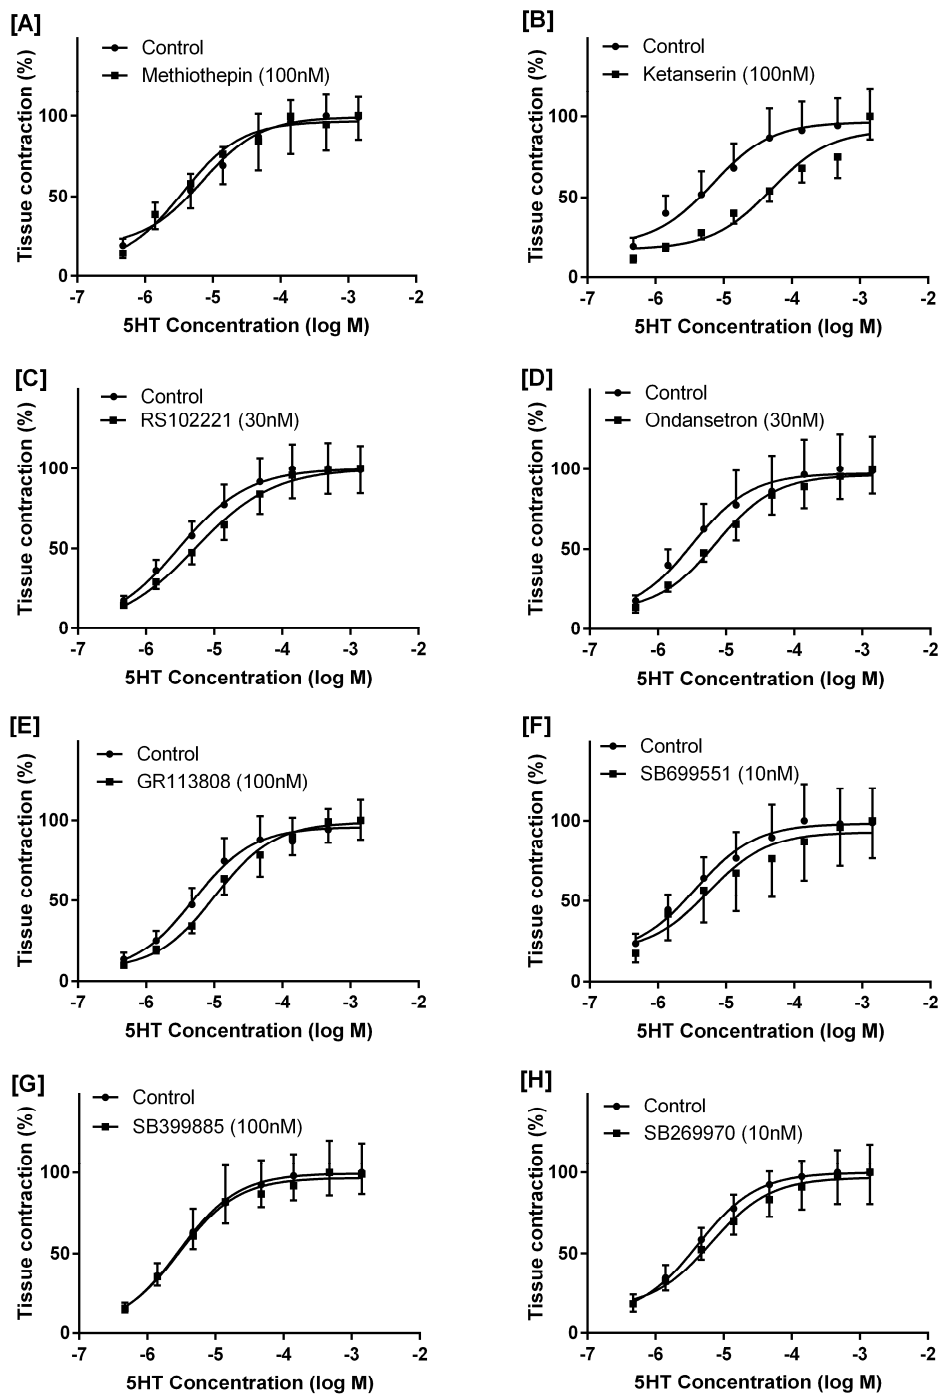 [A]
Control
Methiothepin (100nM)
Tissue contraction (%)
100
50
0
-7 -6 -5 -4 -3 -2
5HT Concentration (log M)
[B]
Control
Ketanserin (100nM)
Tissue contraction (%)
100
50
0
-7 -6 -5 -4 -3 -2
5HT Concentration (log M)
[C]
Control
RS102221 (30nM)
Tissue contraction (%)
100
50
0
-7 -6 -5 -4 -3 -2
5HT Concentration (log M)
[D]
Control
Ondansetron (30nM)
Tissue contraction (%)
100
50
0
-7 -6 -5 -4 -3 -2
5HT Concentration (log M)
[E]
Control
GR113808 (100nM)
Tissue contraction (%)
100
50
0
-7 -6 -5 -4 -3 -2
5HT Concentration (log M)
[F]
Control
SB699551 (10nM)
Tissue contraction (%)
100
50
0
-7 -6 -5 -4 -3 -2
5HT Concentration (log M)
[G]
Control
SB399885 (100nM)
Tissue contraction (%)
100
50
0
-7 -6 -5 -4 -3 -2
5HT Concentration (log M)
[H]
Control
SB269970 (10nM)
Tissue contraction (%)
100
50
0
-7 -6 -5 -4 -3 -2
5HT Concentration (log M)